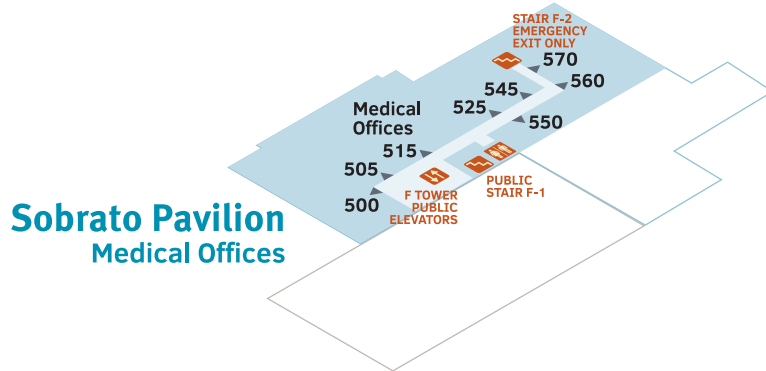 STAIR F-2
EMERGENCY
EXIT ONLY
570
560
545
Medical
Offices
525
550
515
505
500
F TOWER
PUBLIC
ELEVATORS
PUBLIC
STAIR F-1
Sobrato Pavilion
Medical Offices